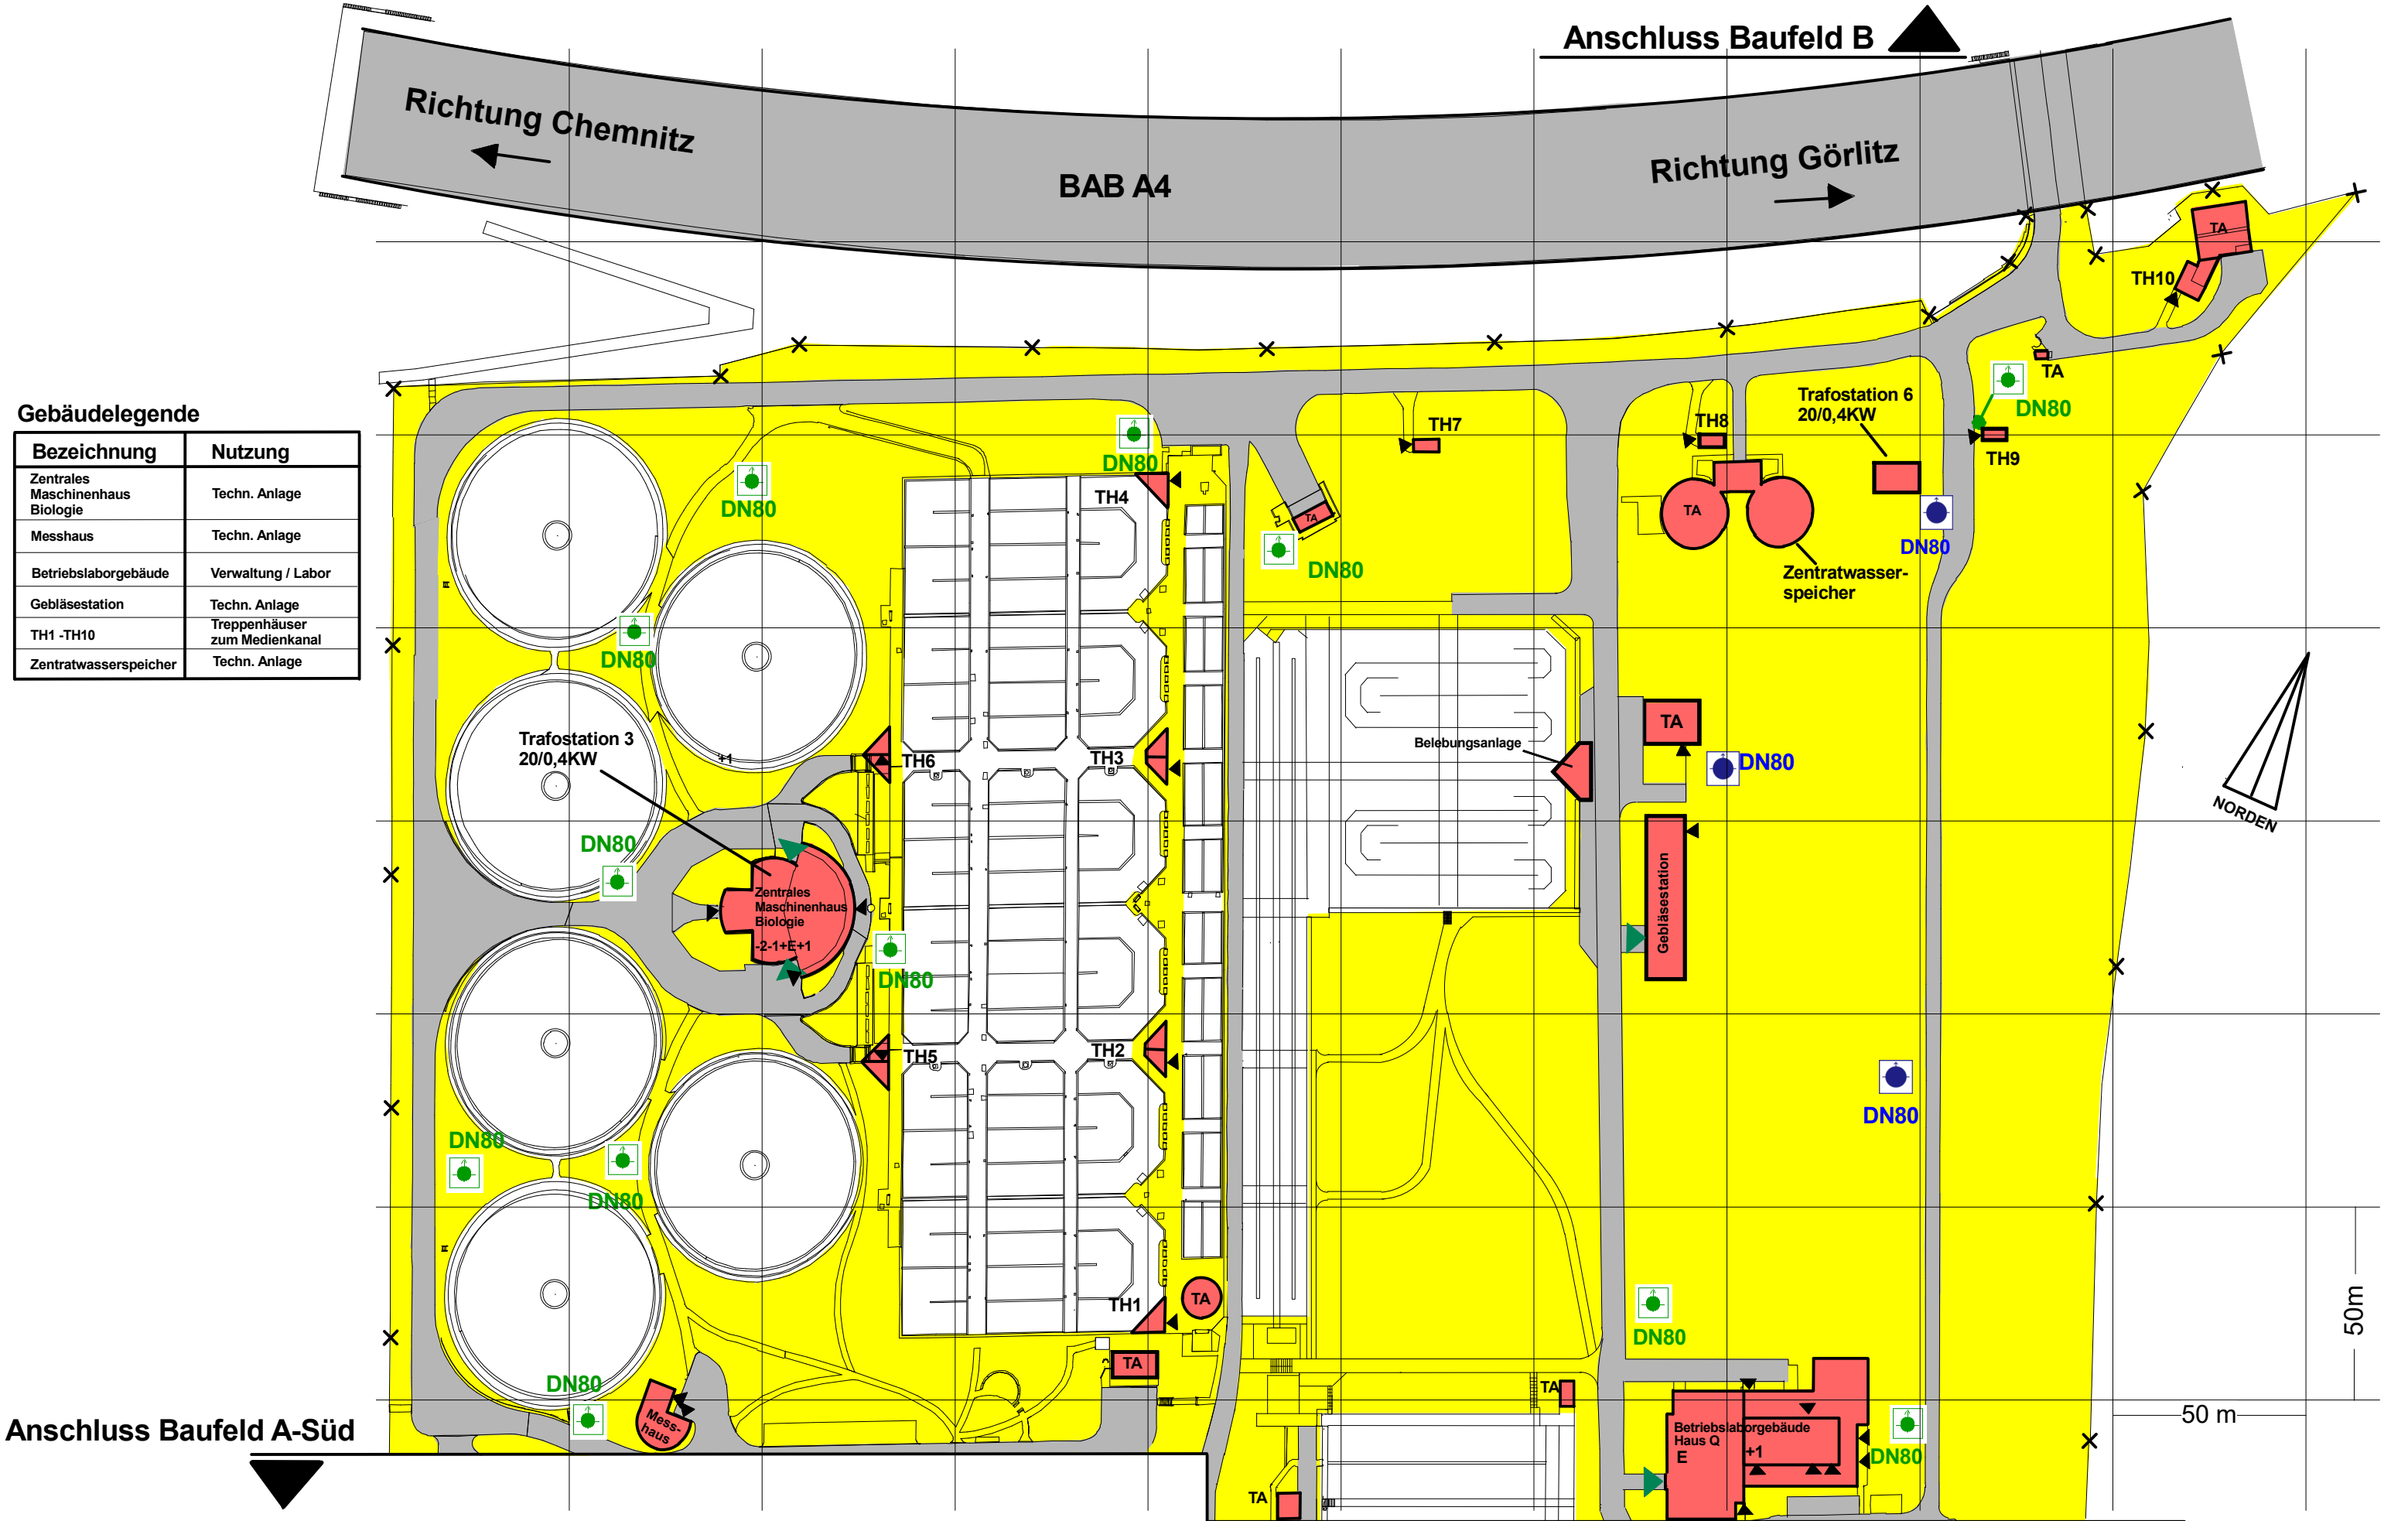 Anschluss Baufeld B
Richtung Chemnitz
BAB A4
Richtung Görlitz
TA
TH10
TA
DN80
TH9
Trafostation 6
20/0,4KW
TH8
TH7
DN80
TH4
DN80
TA
DN80
TA
DN80
Zentratwasser-
speicher
Gebäudelegende
Bezeichnung Nutzung
Zentrales
Maschinenhaus
Biologie
Techn. Anlage
Messhaus Techn. Anlage
Betriebslaborgebäude Verwaltung / Labor
Gebläsestation Techn. Anlage
TH1 -TH10
Treppenhäuser
zum Medienkanal
Zentratwasserspeicher Techn. Anlage
DN80
Trafostation 3
20/0,4KW
+1
TH6
TH3
Belebungsanlage
TA
DN80
NORDEN
DN80
Zentrales
Maschinenhaus
Biologie
-2-1+E+1
Gebläsestation
DN80
TH5
TH2
DN80
DN80
DN80
TH1
TA
DN80
50m
TA
TA
DN80
Mess-
haus
Betriebslaborgebäude
Haus Q
E
+1
DN80
50 m
TA
Anschluss Baufeld A-Süd